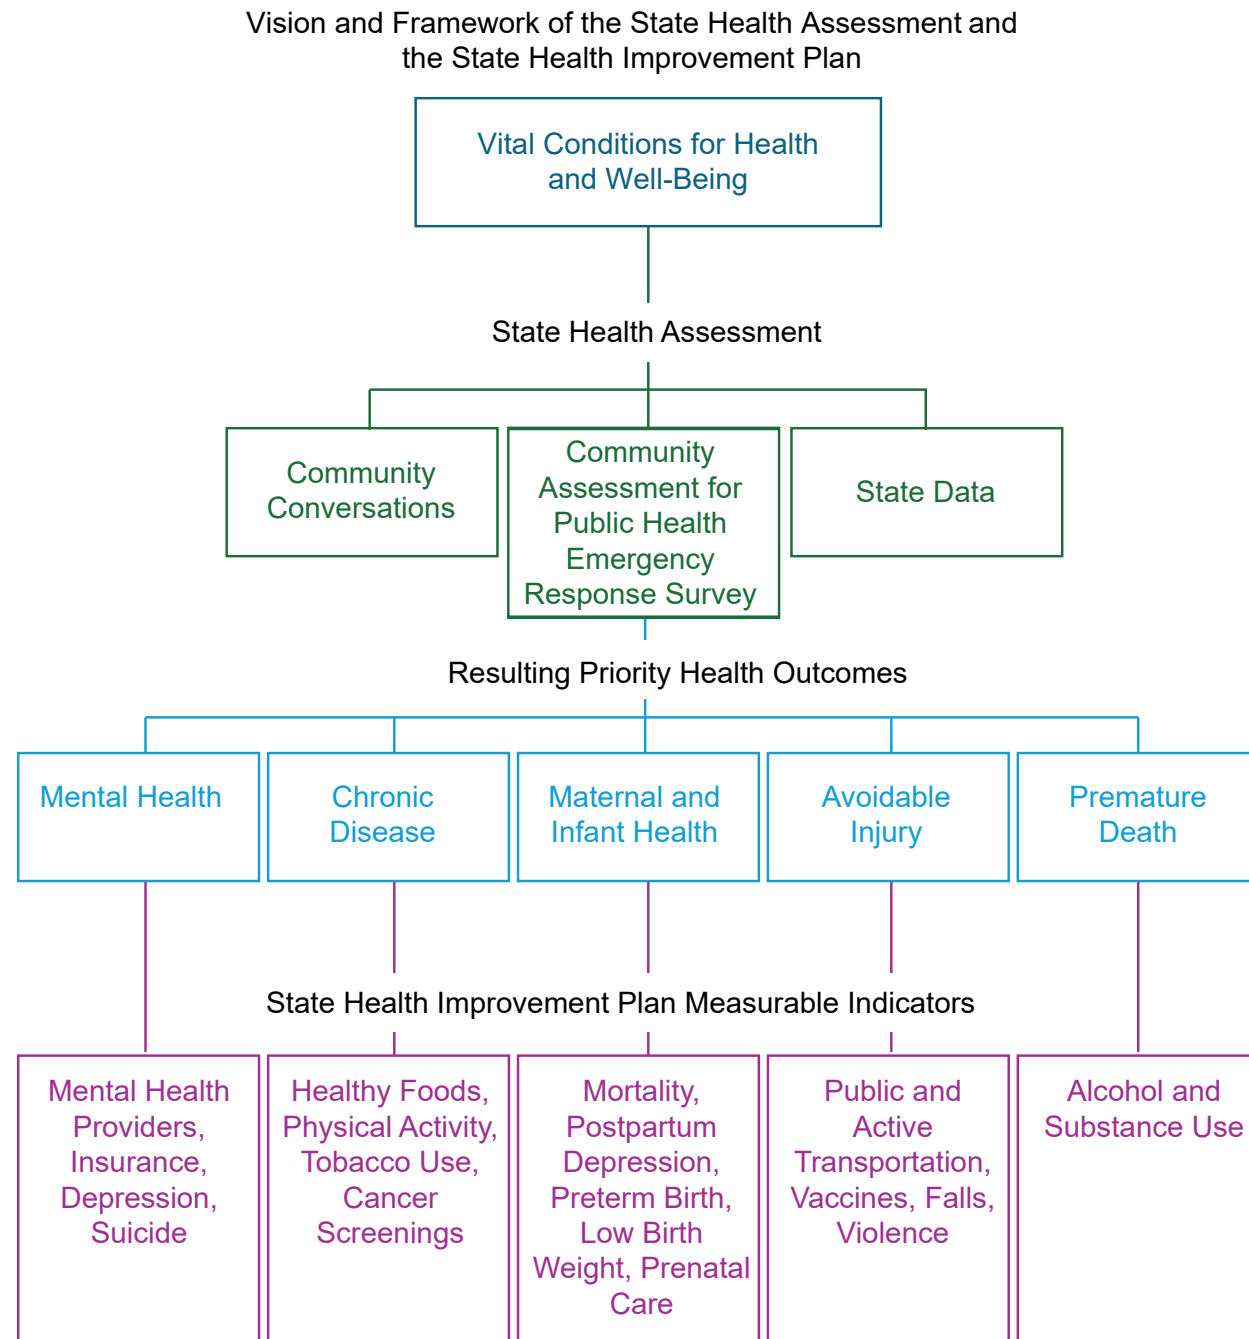 Vision and Framework of the State Health Assessment and
the State Health Improvement Plan
Vital Conditions for Health
and Well-Being
State Health Assessment
Community
Conversations
Community
Assessment for
Public Health
Emergency
Response Survey
State Data
Resulting Priority Health Outcomes
Mental Health
Chronic
Disease
Maternal and
Infant Health
Avoidable
Injury
Premature
Death
State Health Improvement Plan Measurable Indicators
Mental Health
Providers,
Insurance,
Depression,
Suicide
Healthy Foods,
Physical Activity,
Tobacco Use,
Cancer
Screenings
Mortality,
Postpartum
Depression,
Preterm Birth,
Low Birth
Weight, Prenatal
Care
Public and
Active
Transportation,
Vaccines, Falls,
Violence
Alcohol and
Substance Use